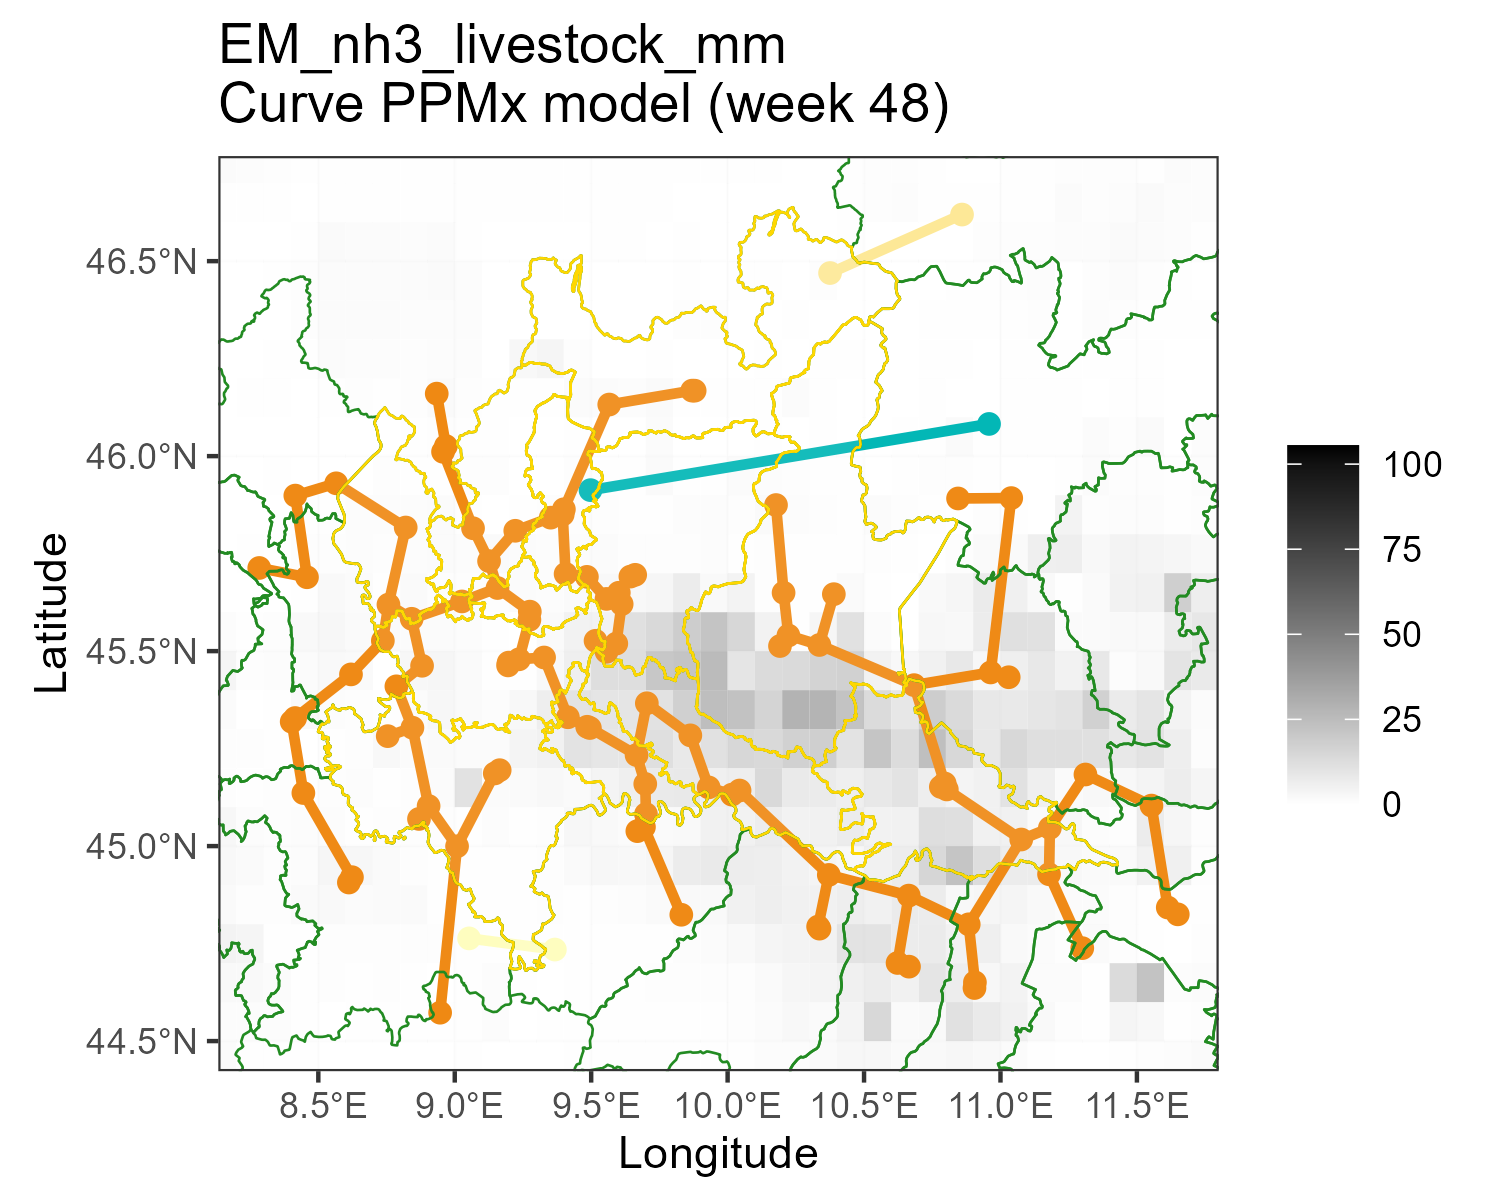 EM_nh3_livestock_mm
Curve PPMx model (week 48)
46.5°N
46.0°N
45.5°N
45.0°N
44.5°N
Latitude
8.5°E 9.0°E 9.5°E 10.0°E 10.5°E 11.0°E 11.5°E
Longitude
100
75
50
25
0